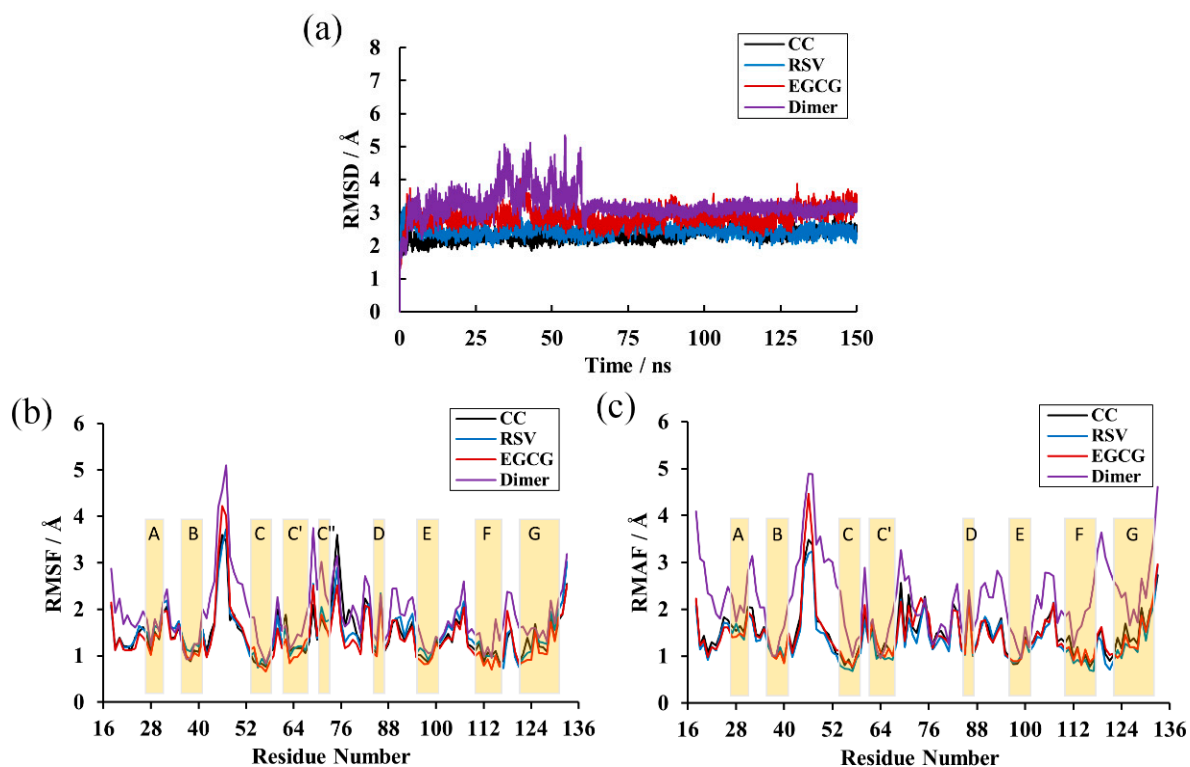 (a)
RMSD / Å
8
7
6
5
4
3
2
1
0
CC
RSV
EGCG
Dimer
0 25 50 75 100 125 150
Time / ns
(b)
RMSF / Å
6
5
4
3
2
1
0
CC
RSV
EGCG
Dimer
A B C C' C" D E F G
16 28 40 52 64 76 88 100 112 124 136
Residue Number
(c)
RMAF / Å
6
5
4
3
2
1
0
CC
RSV
EGCG
Dimer
A B C C' D E F G
16 28 40 52 64 76 88 100 112 124 136
Residue Number